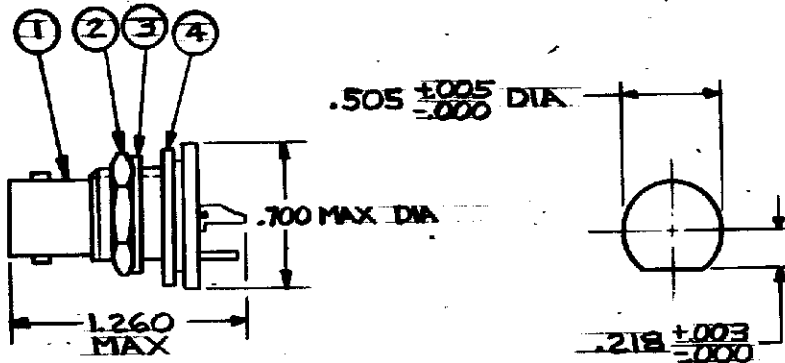 1 2 3 4
.505 ±.005 DIA
-.000
.700 MAX DIA
1.260
MAX
.218 ±.003
-.000